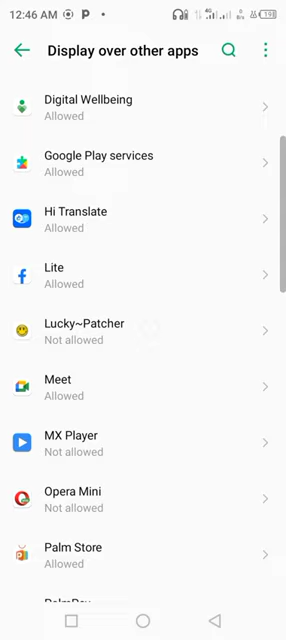 12:46 AM
Display over other apps
Digital Wellbeing
Allowed
Google Play services
Allowed
Hi Translate
Allowed
Lite
Allowed
Lucky~Patcher
Not allowed
Meet
Allowed
MX Player
Not allowed
Opera Mini
Not allowed
Palm Store
Allowed